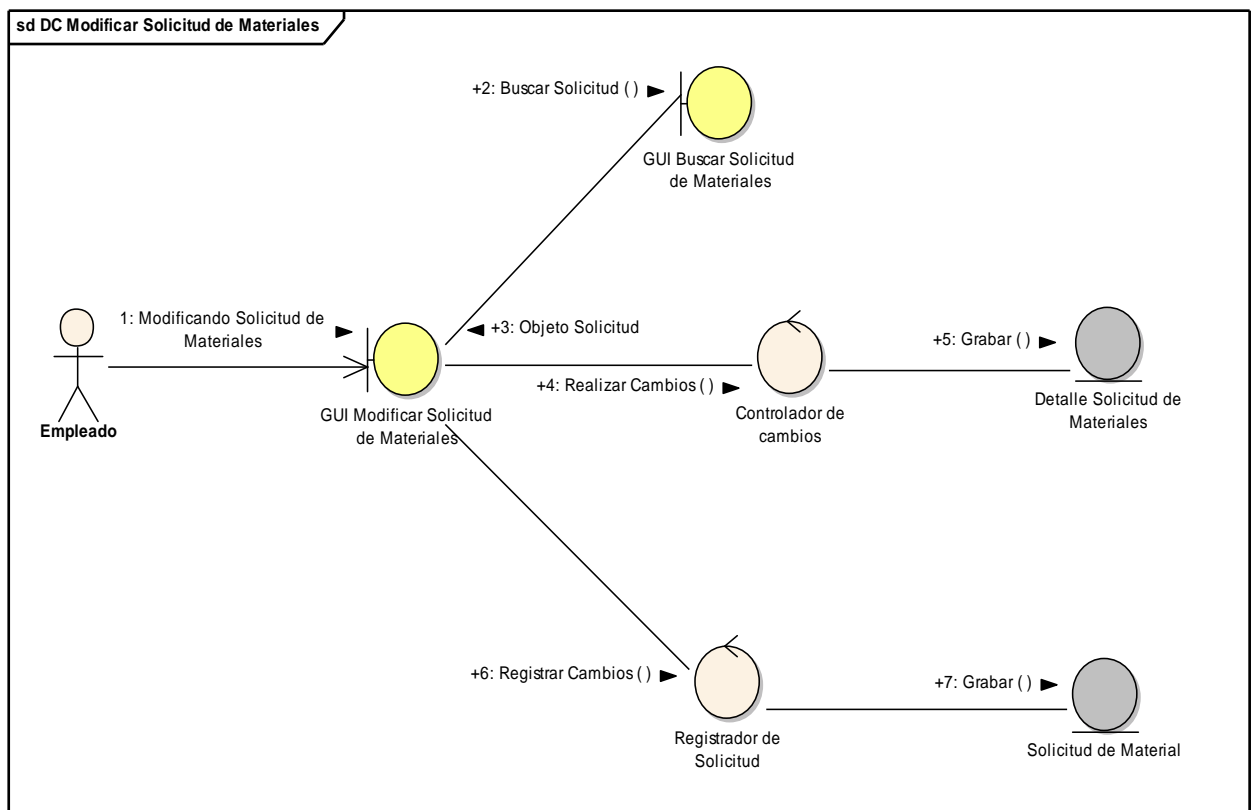 sd DC Modificar Solicitud de Materiales
+2: Buscar Solicitud ( )
GUI Buscar Solicitud
de Materiales
1: Modificando Solicitud de
Materiales
+3: Objeto Solicitud
+5: Grabar ( )
+4: Realizar Cambios ( )
Empleado
GUI Modificar Solicitud
de Materiales
Controlador de
cambios
Detalle Solicitud de
Materiales
+6: Registrar Cambios ( )
+7: Grabar ( )
Registrador de
Solicitud
Solicitud de Material